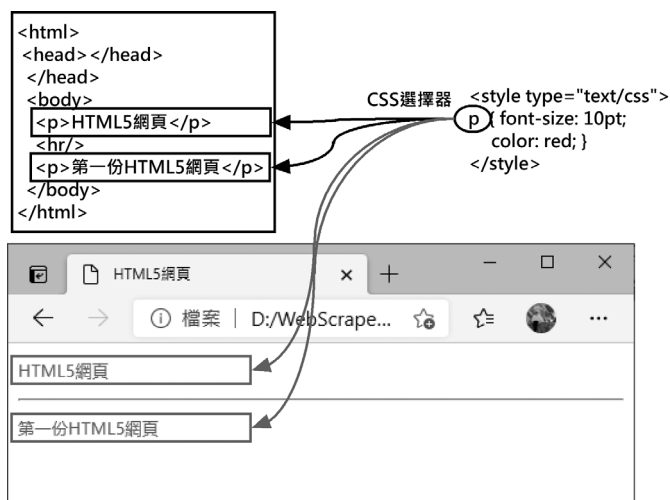 <html>
<head></head>
</head>
<body>
<p>HTML5網頁</p>
<hr/>
<p>第一份HTML5網頁</p>
</body>
</html>
CSS選擇器
<style type="text/css">
p { font-size: 10pt;
color: red; }
</style>
HTML5網頁
檔案 | D:/WebScrape...
HTML5網頁
第一份HTML5網頁